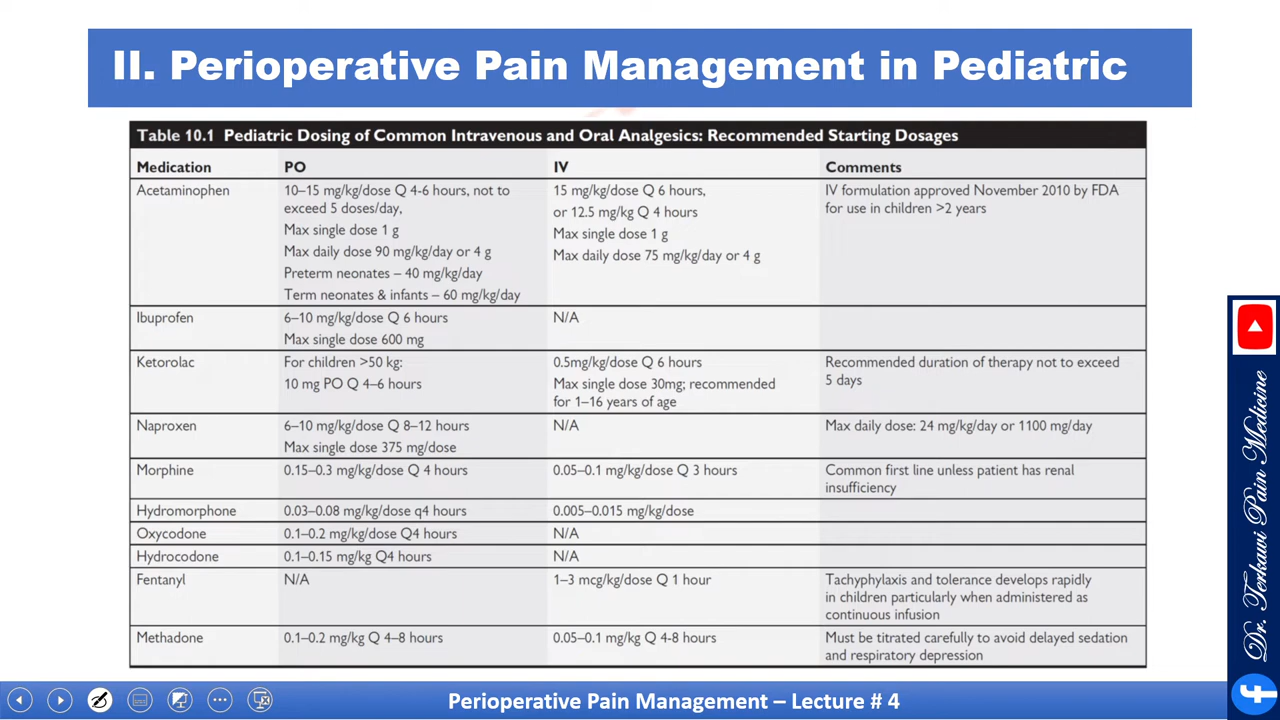 II. Perioperative Pain Management in Pediatric
Table 10.1 Pediatric Dosing of Common Intravenous and Oral Analgesics: Recommended Starting Dosages
Medication PO IV Comments
Acetaminophen 10–15 mg/kg/dose Q 4-6 hours, not to 15 mg/kg/dose Q 6 hours, IV formulation approved November 2010 by FDA
exceed 5 doses/day, or 12.5 mg/kg Q 4 hours for use in children >2 years
Max single dose 1 g Max single dose 1 g
Max daily dose 90 mg/kg/day or 4 g Max daily dose 75 mg/kg/day or 4 g
Preterm neonates – 40 mg/kg/day
Term neonates & infants – 60 mg/kg/day
Ibuprofen 6–10 mg/kg/dose Q 6 hours N/A
Max single dose 600 mg
Ketorolac For children >50 kg: 0.5mg/kg/dose Q 6 hours Recommended duration of therapy not to exceed
10 mg PO Q 4–6 hours Max single dose 30mg; recommended 5 days
for 1–16 years of age
Naproxen 6–10 mg/kg/dose Q 8–12 hours N/A Max daily dose: 24 mg/kg/day or 1100 mg/day
Max single dose 375 mg/dose
Morphine 0.15–0.3 mg/kg/dose Q 4 hours 0.05–0.1 mg/kg/dose Q 3 hours Common first line unless patient has renal
insufficiency
Hydromorphone 0.03–0.08 mg/kg/dose q4 hours 0.005–0.015 mg/kg/dose
Oxycodone 0.1–0.2 mg/kg/dose Q4 hours N/A
Hydrocodone 0.1–0.15 mg/kg Q4 hours N/A
Fentanyl N/A 1–3 mcg/kg/dose Q 1 hour Tachyphylaxis and tolerance develops rapidly
in children particularly when administered as
continuous infusion
Methadone 0.1–0.2 mg/kg Q 4–8 hours 0.05–0.1 mg/kg Q 4-8 hours Must be titrated carefully to avoid delayed sedation
and respiratory depression
Perioperative Pain Management – Lecture # 4
Dr. Terkawi Pain Medicine